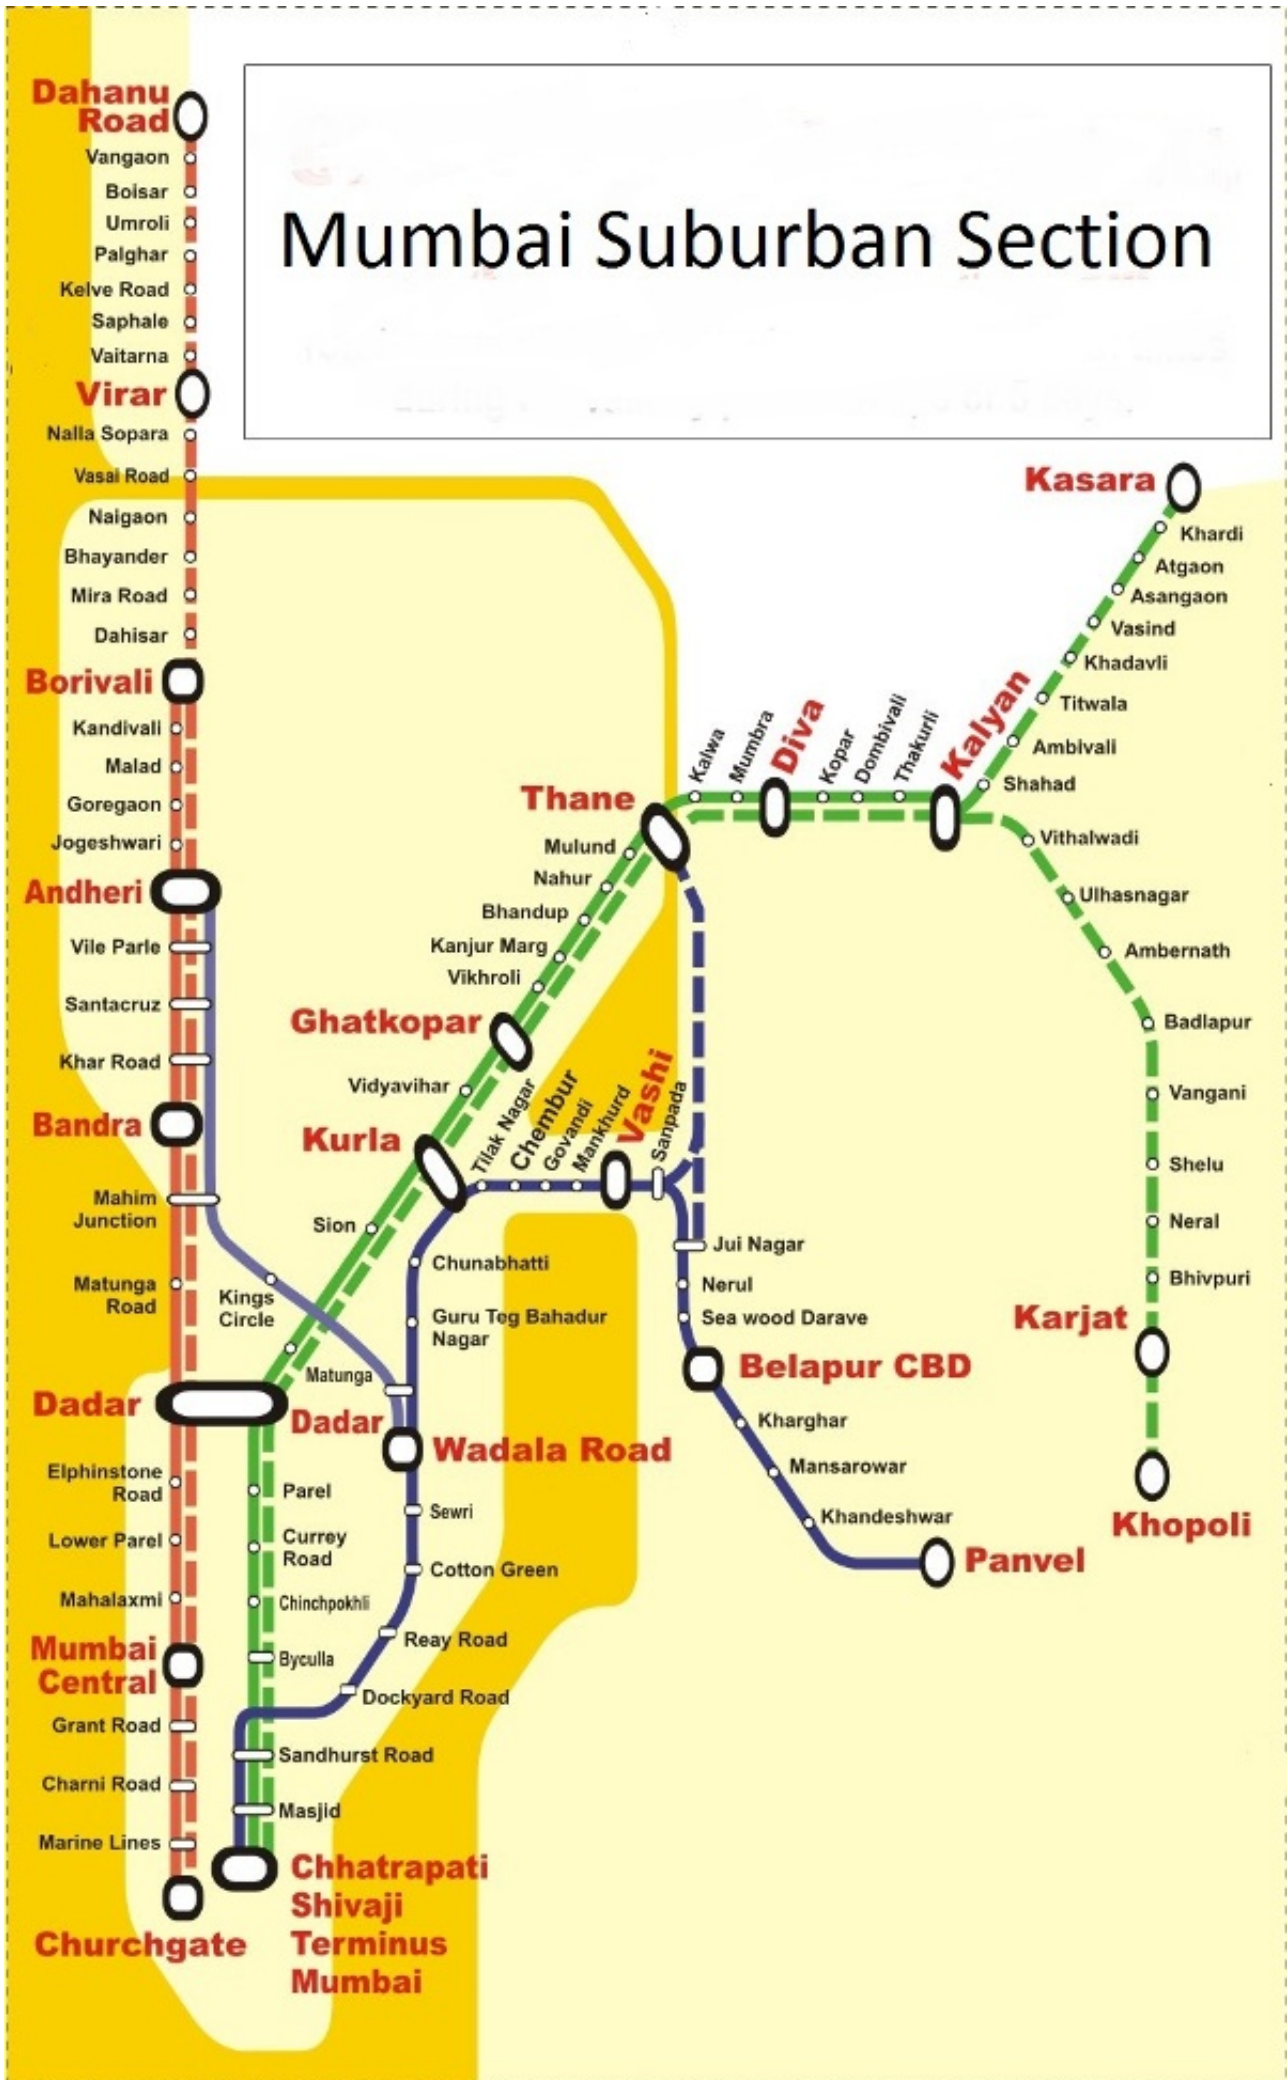 Mumbai Suburban Section
Dahanu
Road
Vangaon
Boisar
Umroli
Palghar
Kelve Road
Saphale
Vaitarna
Virar
Nalla Sopara
Vasai Road
Naigaon
Bhayander
Mira Road
Dahisar
Borivali
Kandivali
Malad
Goregaon
Jogeshwari
Andheri
Vile Parle
Santacruz
Khar Road
Bandra
Mahim
Junction
Matunga
Road
Dadar
Elphinstone
Road
Lower Parel
Mahalaxmi
Mumbai
Central
Grant Road
Charni Road
Marine Lines
Churchgate
Kasara
Khardi
Atgaon
Asangaon
Vasind
Khadavli
Titwala
Ambivali
Shahad
Kalyan
Thakurli
Dombivali
Kopar
Diva
Mumbra
Kalwa
Thane
Mulund
Nahur
Bhandup
Kanjur Marg
Vikhroli
Ghatkopar
Vidyavihar
Kurla
Sion
Kings
Circle
Matunga
Dadar
Parel
Currey
Road
Chinchpokhli
Byculla
Sandhurst Road
Masjid
Chhatrapati
Shivaji
Terminus
Mumbai
Vithalwadi
Ulhasnagar
Ambernath
Badlapur
Vangani
Shelu
Neral
Bhivpuri
Karjat
Khopoli
Tilak Nagar
Chembur
Govandi
Mankhurd
Vashi
Sanpada
Jui Nagar
Nerul
Sea wood Darave
Belapur CBD
Kharghar
Mansarowar
Khandeshwar
Panvel
Chunabhatti
Guru Teg Bahadur
Nagar
Wadala Road
Sewri
Cotton Green
Reay Road
Dockyard Road